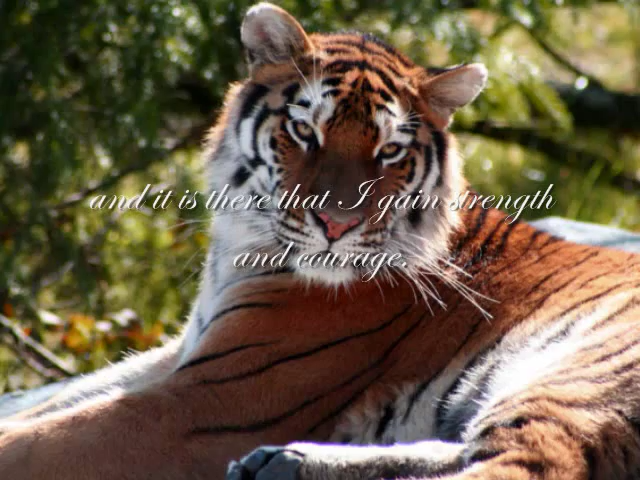 and it is there that I gain strength
and courage.